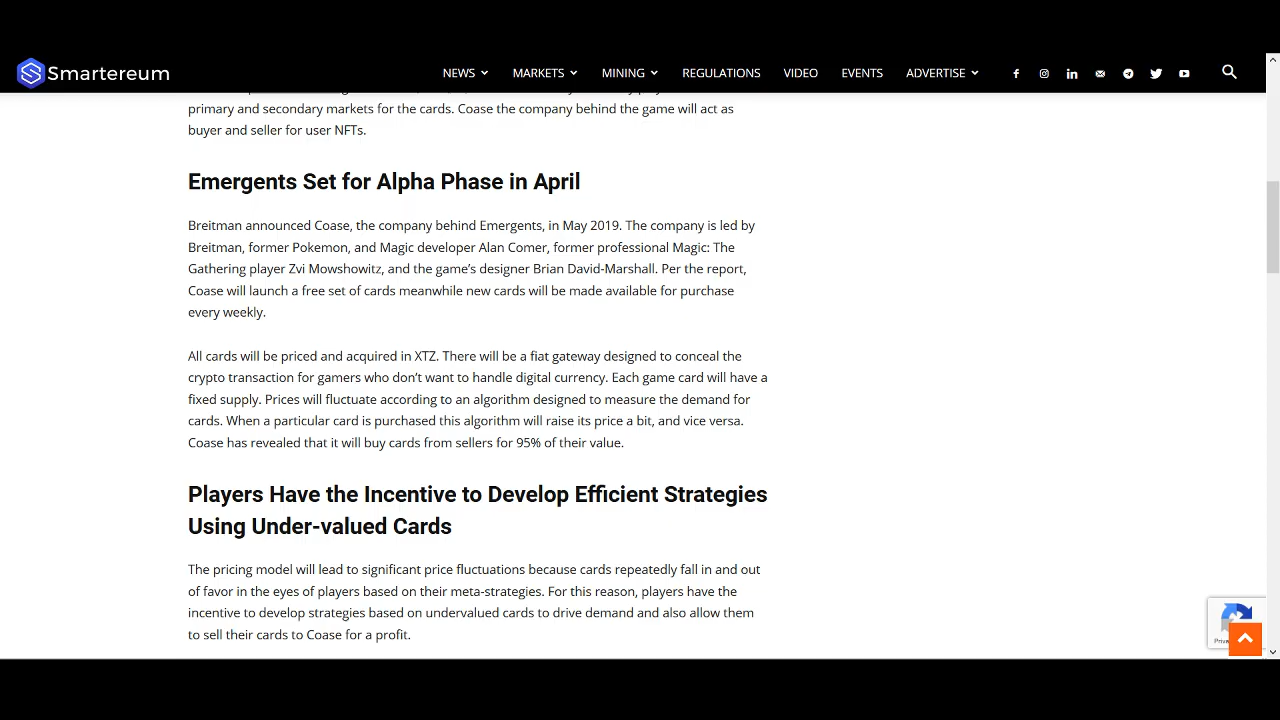 Smartereum
NEWS
MARKETS
MINING
REGULATIONS
VIDEO
EVENTS
ADVERTISE
primary and secondary markets for the cards. Coase the company behind the game will act as
buyer and seller for user NFTs.
Emergents Set for Alpha Phase in April
Breitman announced Coase, the company behind Emergents, in May 2019. The company is led by
Breitman, former Pokemon, and Magic developer Alan Comer, former professional Magic: The
Gathering player Zvi Mowshowitz, and the game’s designer Brian David-Marshall. Per the report,
Coase will launch a free set of cards meanwhile new cards will be made available for purchase
every weekly.
All cards will be priced and acquired in XTZ. There will be a fiat gateway designed to conceal the
crypto transaction for gamers who don’t want to handle digital currency. Each game card will have a
fixed supply. Prices will fluctuate according to an algorithm designed to measure the demand for
cards. When a particular card is purchased this algorithm will raise its price a bit, and vice versa.
Coase has revealed that it will buy cards from sellers for 95% of their value.
Players Have the Incentive to Develop Efficient Strategies
Using Under-valued Cards
The pricing model will lead to significant price fluctuations because cards repeatedly fall in and out
of favor in the eyes of players based on their meta-strategies. For this reason, players have the
incentive to develop strategies based on undervalued cards to drive demand and also allow them
to sell their cards to Coase for a profit.